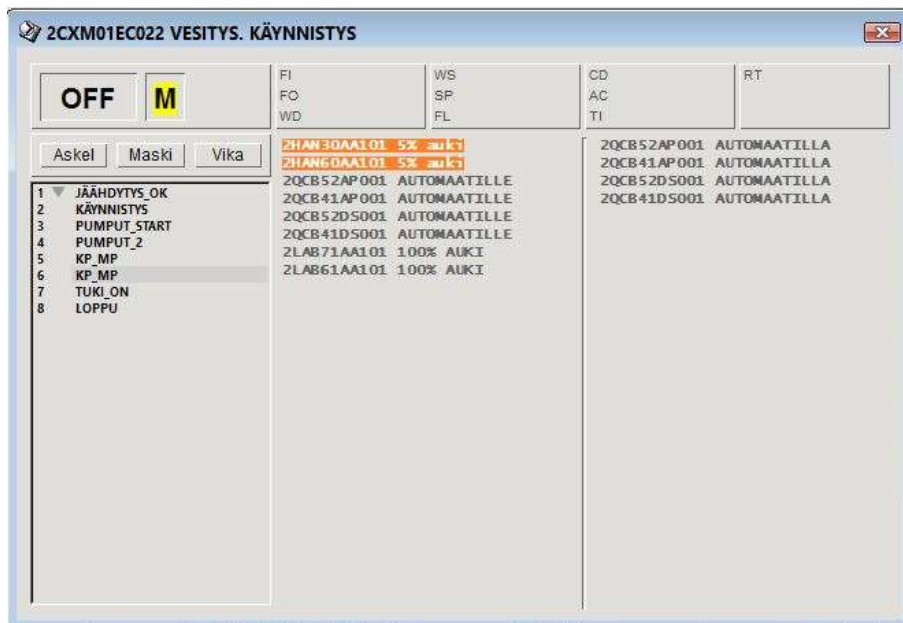 2CXM01EC022 VESITYS. KÄYNNISTYS
OFF M
FI WS CD RT
FO SP AC
WD FL TI
Askel Maski Vika
1 JÄÄHDYTYS_OK
2 KÄYNNISTYS
3 PUMPUT_START
4 PUMPUT_2
5 KP_MP
6 KP_MP
7 TUKI_ON
8 LOPPU
2HAN30AA101 5% auki
2HAN60AA101 5% auki
2QCB52AP001 AUTOMAATILLE
2QCB41AP001 AUTOMAATILLE
2QCB52DS001 AUTOMAATILLE
2QCB41DS001 AUTOMAATILLE
2LAB71AA101 100% AUKI
2LAB61AA101 100% AUKI
2QCB52AP001 AUTOMAATILLA
2QCB41AP001 AUTOMAATILLA
2QCB52DS001 AUTOMAATILLA
2QCB41DS001 AUTOMAATILLA